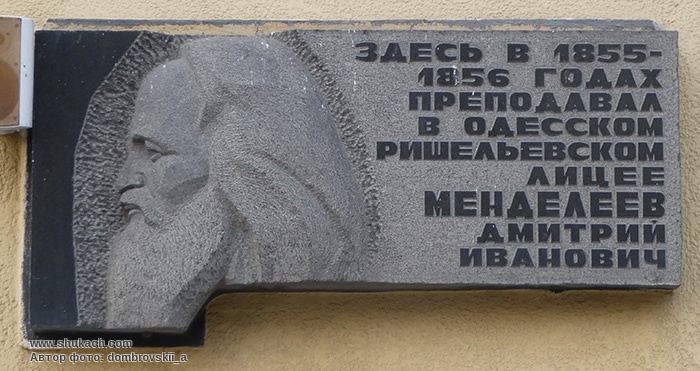 ЗДЕСЬ В 1855-
1856 ГОДАХ
ПРЕПОДАВАЛ
В ОДЕССКОМ
РИШЕЛЬЕВСКОМ
ЛИЦЕЕ
МЕНДЕЛЕЕВ
ДМИТРИЙ
ИВАНОВИЧ
www.shukach.com
Автор фото: dombrovskii_a